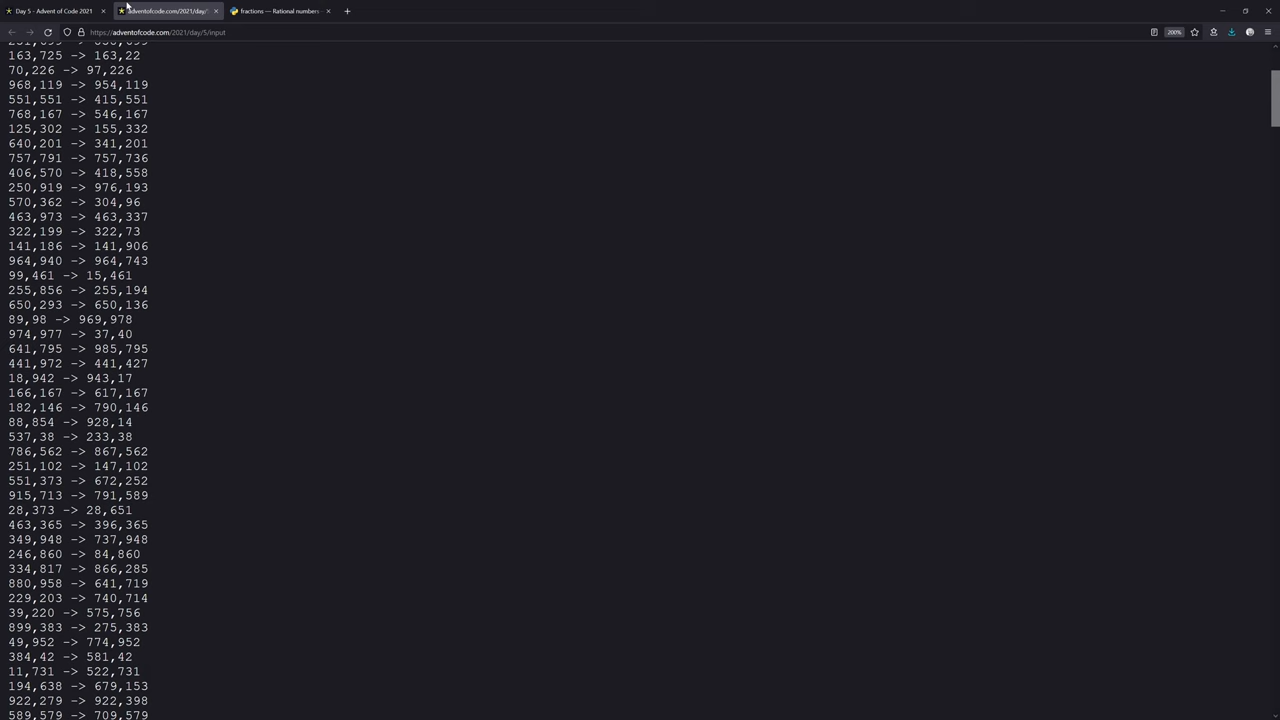 Day 5 - Advent of Code 2021
adventofcode.com/2021/day/
fractions — Rational numbers
https://adventofcode.com/2021/day/5/input
200%
163,725 -> 163,22
70,226 -> 97,226
968,119 -> 954,119
551,551 -> 415,551
768,167 -> 546,167
125,302 -> 155,332
640,201 -> 341,201
757,791 -> 757,736
406,570 -> 418,558
250,919 -> 976,193
570,362 -> 304,96
463,973 -> 463,337
322,199 -> 322,73
141,186 -> 141,906
964,940 -> 964,743
99,461 -> 15,461
255,856 -> 255,194
650,293 -> 650,136
89,98 -> 969,978
974,977 -> 37,40
641,795 -> 985,795
441,972 -> 441,427
18,942 -> 943,17
166,167 -> 617,167
182,146 -> 790,146
88,854 -> 928,14
537,38 -> 233,38
786,562 -> 867,562
251,102 -> 147,102
551,373 -> 672,252
915,713 -> 791,589
28,373 -> 28,651
463,365 -> 396,365
349,948 -> 737,948
246,860 -> 84,860
334,817 -> 866,285
880,958 -> 641,719
229,203 -> 740,714
39,220 -> 575,756
899,383 -> 275,383
49,952 -> 774,952
384,42 -> 581,42
11,731 -> 522,731
194,638 -> 679,153
922,279 -> 922,398
589,579 -> 709,579